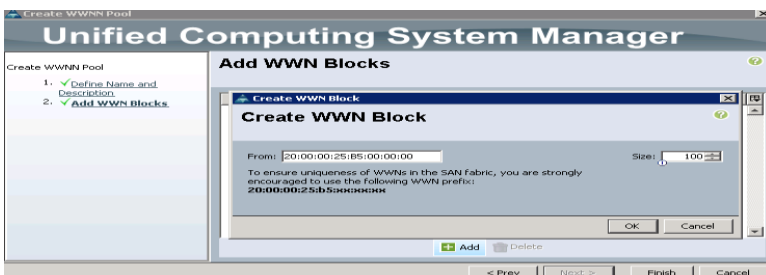 Create WWNN Pool
Unified Computing System Manager
Create WWNN Pool
1. Define Name and
Description
2. Add WWN Blocks
Add WWN Blocks
Create WWN Block
Create WWN Block
From: 20:00:00:25:B5:00:00:00
Size: 100
To ensure uniqueness of WWNs in the SAN fabric, you are strongly
encouraged to use the following WWN prefix:
20:00:00:25:b5:xx:xx:xx
OK Cancel
Add Delete
< Prev Next > Finish Cancel